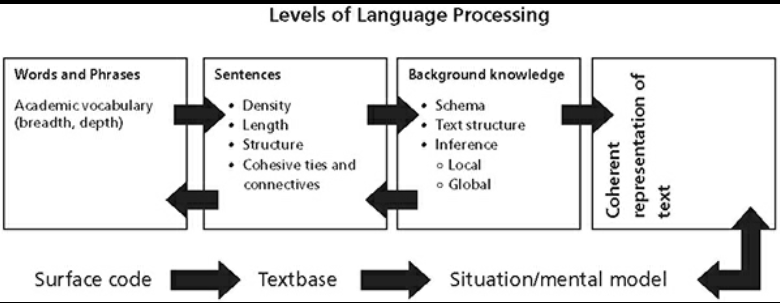 Levels of Language Processing
Words and Phrases
Academic vocabulary
(breadth, depth)
Sentences
• Density
• Length
• Structure
• Cohesive ties and
connectives
Background knowledge
• Schema
• Text structure
• Inference
○ Local
○ Global
Coherent
representation of
text
Surface code
Textbase
Situation/mental model